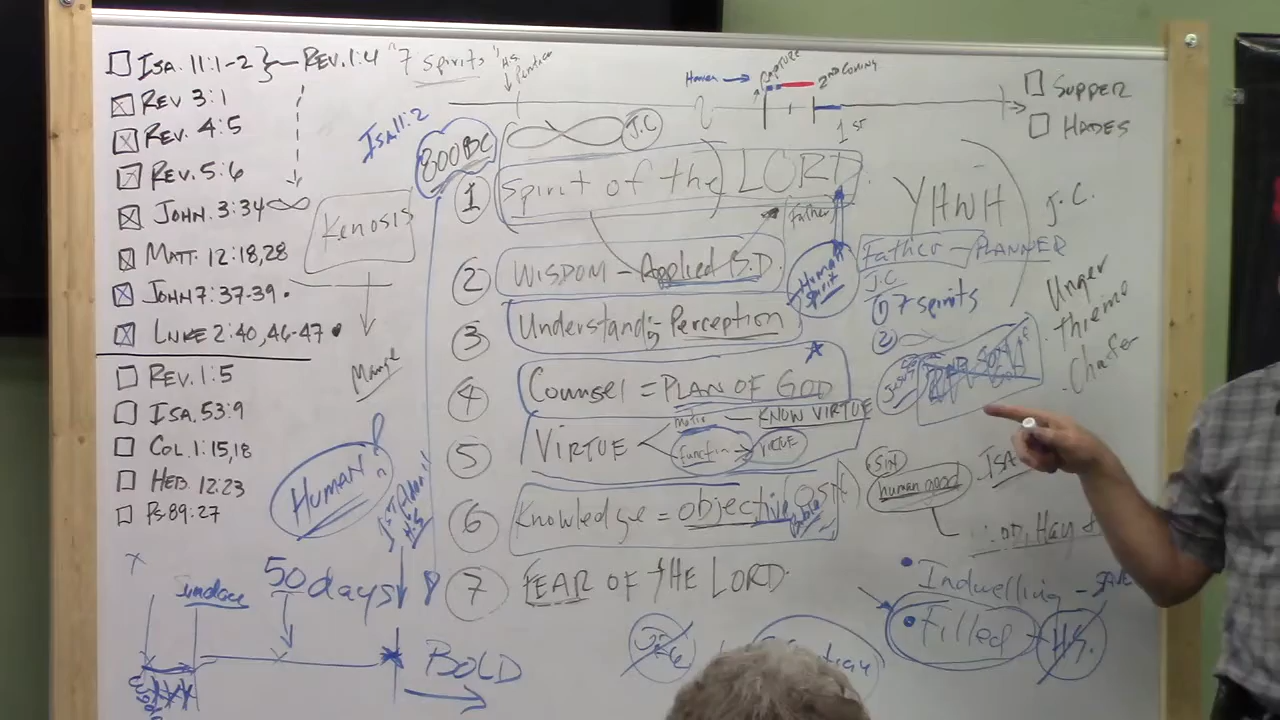 ISA. 11:1-2 } REV. 1:4 "7 Spirits"
REV 3:1
REV. 4:5
REV. 5:6
JOHN. 3:34 ∞
MATT. 12:18,28
JOHN 7:37-39 •
LUKE 2:40,46-47 •
REV. 1:5
ISA. 53:9
COL. 1:15,18
HEB. 12:23
PS. 89:27
H.S.
Kenosis
HUMAN
50 days
BOLD
ISA 11:2
800 BC
∞ J.C
1 Spirit of the LORD
Father
2 WISDOM – Applied B.D.
Human Spirit
3 Understanding Perception
4 Counsel = PLAN OF GOD
5 VIRTUE < — KNOW VIRTUE
function → VIRTUE
6 Knowledge = objective
7 FEAR OF THE LORD
2ND COMING
1st
SUPPER
HADES
YHWH J.C.
Father – PLANNER
J.C
1 7 spirits
2
Unger
Thieme
Chafer
Sin
human good - ISA
• Indwelling –
• Filled – H.S.